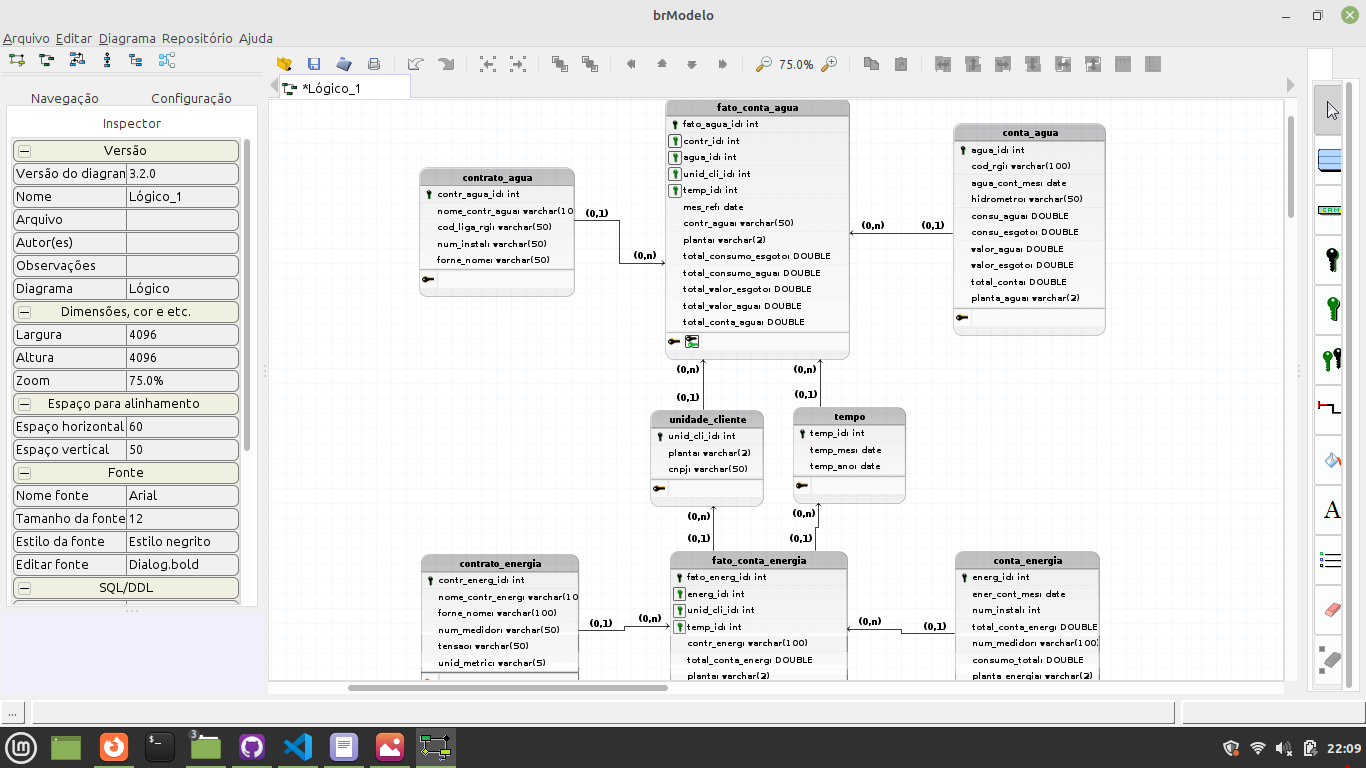 brModelo
Arquivo Editar Diagrama Repositório Ajuda
75.0%
Navegação Configuração
*Lógico_1
Inspector
Versão
Versão do diagran 3.2.0
Nome Lógico_1
Arquivo
Autor(es)
Observações
Diagrama Lógico
Dimensões, cor e etc.
Largura 4096
Altura 4096
Zoom 75.0%
Espaço para alinhamento
Espaço horizontal 60
Espaço vertical 50
Fonte
Nome fonte Arial
Tamanho da fonte 12
Estilo da fonte Estilo negrito
Editar fonte Dialog.bold
SQL/DDL
...
fato_conta_agua
fato_agua_id: int
contr_id: int
agua_id: int
unid_cli_id: int
temp_id: int
mes_ref: date
contr_agua: varchar(50)
planta: varchar(2)
total_consumo_esgoto: DOUBLE
total_consumo_agua: DOUBLE
total_valor_esgoto: DOUBLE
total_valor_agua: DOUBLE
total_conta_agua: DOUBLE
conta_agua
agua_id: int
cod_rgi: varchar(100)
agua_cont_mes: date
hidrometro: varchar(50)
consu_agua: DOUBLE
consu_esgoto: DOUBLE
valor_agua: DOUBLE
valor_esgoto: DOUBLE
total_conta: DOUBLE
planta_agua: varchar(2)
contrato_agua
contr_agua_id: int
nome_contr_agua: varchar(10
cod_liga_rgi: varchar(50)
num_instal: varchar(50)
forne_nome: varchar(50)
(0,1)
(0,n)
(0,n) (0,1)
(0,n) (0,n)
(0,1) (0,1)
unidade_cliente
unid_cli_id: int
planta: varchar(2)
cnpj: varchar(50)
tempo
temp_id: int
temp_mes: date
temp_ano: date
(0,n) (0,n)
(0,1) (0,1)
contrato_energia
contr_energ_id: int
nome_contr_energ: varchar(10
forne_nome: varchar(100)
num_medidor: varchar(50)
tensao: varchar(50)
unid_metric: varchar(5)
(0,1) (0,n)
fato_conta_energia
fato_energ_id: int
energ_id: int
unid_cli_id: int
temp_id: int
contr_energ: varchar(100)
total_conta_energ: DOUBLE
planta: varchar(2)
(0,n) (0,1)
conta_energia
energ_id: int
ener_cont_mes: date
num_instal: int
total_conta_energ: DOUBLE
num_medidor: varchar(100)
consumo_total: DOUBLE
planta_energia: varchar(2)
A
3
22:09